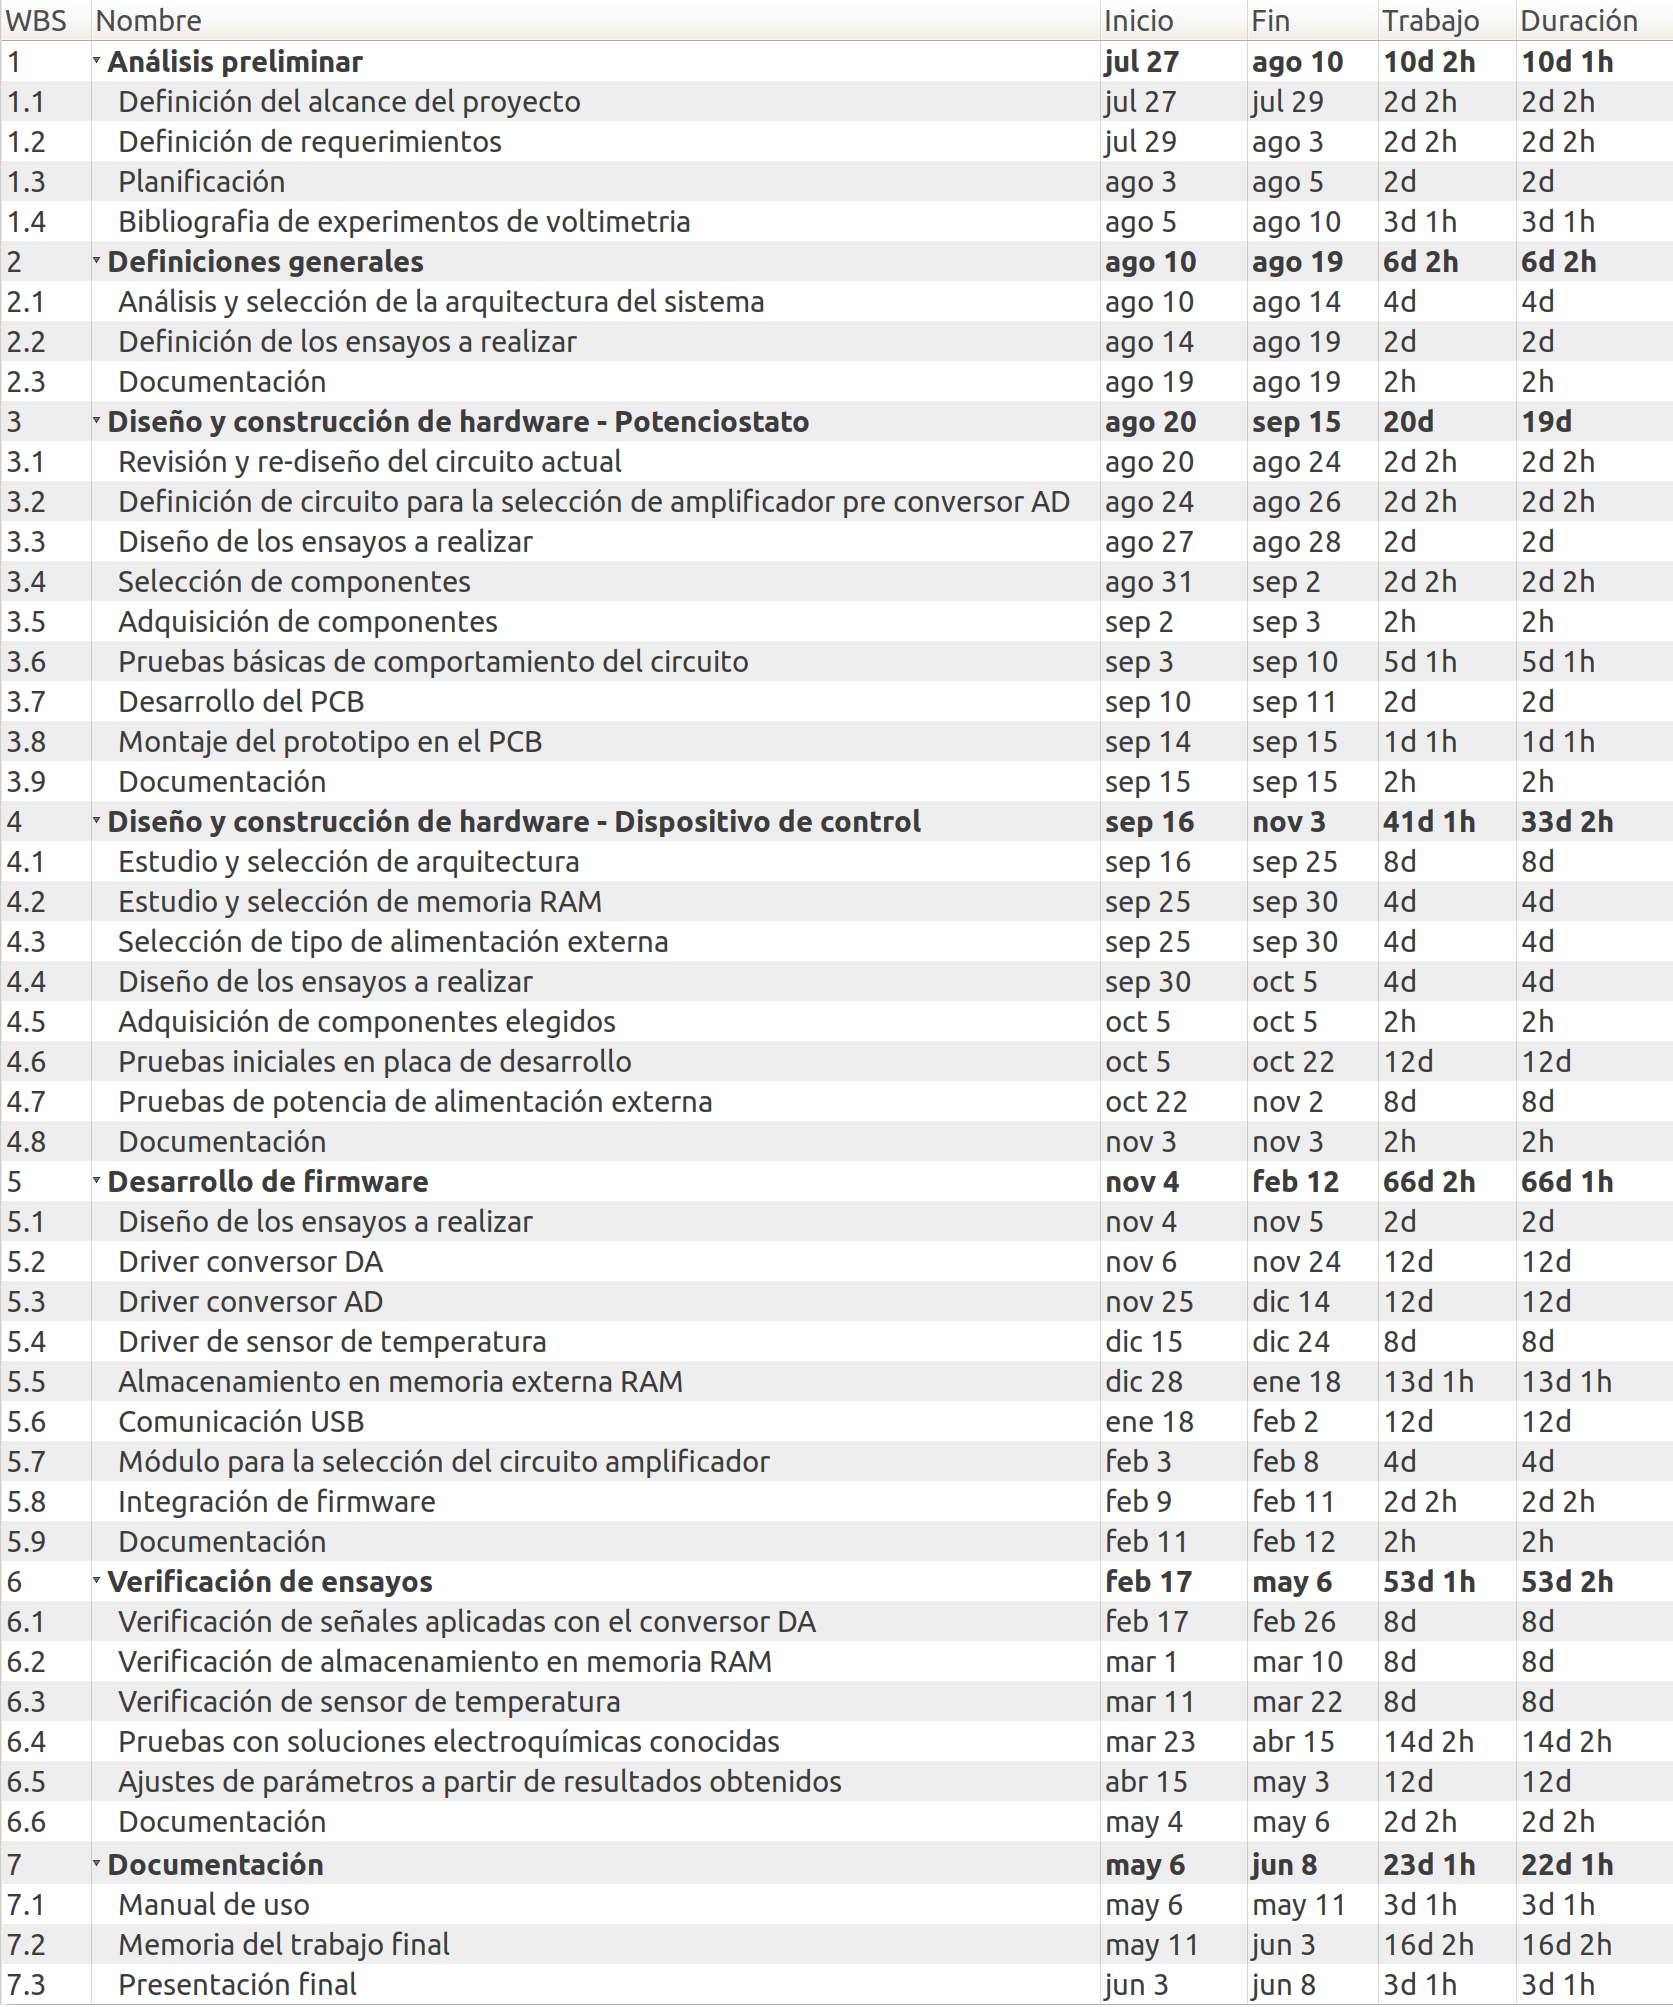 WBS Nombre Inicio Fin Trabajo Duración
1 Análisis preliminar jul 27 ago 10 10d 2h 10d 1h
1.1 Definición del alcance del proyecto jul 27 jul 29 2d 2h 2d 2h
1.2 Definición de requerimientos jul 29 ago 3 2d 2h 2d 2h
1.3 Planificación ago 3 ago 5 2d 2d
1.4 Bibliografia de experimentos de voltimetria ago 5 ago 10 3d 1h 3d 1h
2 Definiciones generales ago 10 ago 19 6d 2h 6d 2h
2.1 Análisis y selección de la arquitectura del sistema ago 10 ago 14 4d 4d
2.2 Definición de los ensayos a realizar ago 14 ago 19 2d 2d
2.3 Documentación ago 19 ago 19 2h 2h
3 Diseño y construcción de hardware - Potenciostato ago 20 sep 15 20d 19d
3.1 Revisión y re-diseño del circuito actual ago 20 ago 24 2d 2h 2d 2h
3.2 Definición de circuito para la selección de amplificador pre conversor AD ago 24 ago 26 2d 2h 2d 2h
3.3 Diseño de los ensayos a realizar ago 27 ago 28 2d 2d
3.4 Selección de componentes ago 31 sep 2 2d 2h 2d 2h
3.5 Adquisición de componentes sep 2 sep 3 2h 2h
3.6 Pruebas básicas de comportamiento del circuito sep 3 sep 10 5d 1h 5d 1h
3.7 Desarrollo del PCB sep 10 sep 11 2d 2d
3.8 Montaje del prototipo en el PCB sep 14 sep 15 1d 1h 1d 1h
3.9 Documentación sep 15 sep 15 2h 2h
4 Diseño y construcción de hardware - Dispositivo de control sep 16 nov 3 41d 1h 33d 2h
4.1 Estudio y selección de arquitectura sep 16 sep 25 8d 8d
4.2 Estudio y selección de memoria RAM sep 25 sep 30 4d 4d
4.3 Selección de tipo de alimentación externa sep 25 sep 30 4d 4d
4.4 Diseño de los ensayos a realizar sep 30 oct 5 4d 4d
4.5 Adquisición de componentes elegidos oct 5 oct 5 2h 2h
4.6 Pruebas iniciales en placa de desarrollo oct 5 oct 22 12d 12d
4.7 Pruebas de potencia de alimentación externa oct 22 nov 2 8d 8d
4.8 Documentación nov 3 nov 3 2h 2h
5 Desarrollo de firmware nov 4 feb 12 66d 2h 66d 1h
5.1 Diseño de los ensayos a realizar nov 4 nov 5 2d 2d
5.2 Driver conversor DA nov 6 nov 24 12d 12d
5.3 Driver conversor AD nov 25 dic 14 12d 12d
5.4 Driver de sensor de temperatura dic 15 dic 24 8d 8d
5.5 Almacenamiento en memoria externa RAM dic 28 ene 18 13d 1h 13d 1h
5.6 Comunicación USB ene 18 feb 2 12d 12d
5.7 Módulo para la selección del circuito amplificador feb 3 feb 8 4d 4d
5.8 Integración de firmware feb 9 feb 11 2d 2h 2d 2h
5.9 Documentación feb 11 feb 12 2h 2h
6 Verificación de ensayos feb 17 may 6 53d 1h 53d 2h
6.1 Verificación de señales aplicadas con el conversor DA feb 17 feb 26 8d 8d
6.2 Verificación de almacenamiento en memoria RAM mar 1 mar 10 8d 8d
6.3 Verificación de sensor de temperatura mar 11 mar 22 8d 8d
6.4 Pruebas con soluciones electroquímicas conocidas mar 23 abr 15 14d 2h 14d 2h
6.5 Ajustes de parámetros a partir de resultados obtenidos abr 15 may 3 12d 12d
6.6 Documentación may 4 may 6 2d 2h 2d 2h
7 Documentación may 6 jun 8 23d 1h 22d 1h
7.1 Manual de uso may 6 may 11 3d 1h 3d 1h
7.2 Memoria del trabajo final may 11 jun 3 16d 2h 16d 2h
7.3 Presentación final jun 3 jun 8 3d 1h 3d 1h